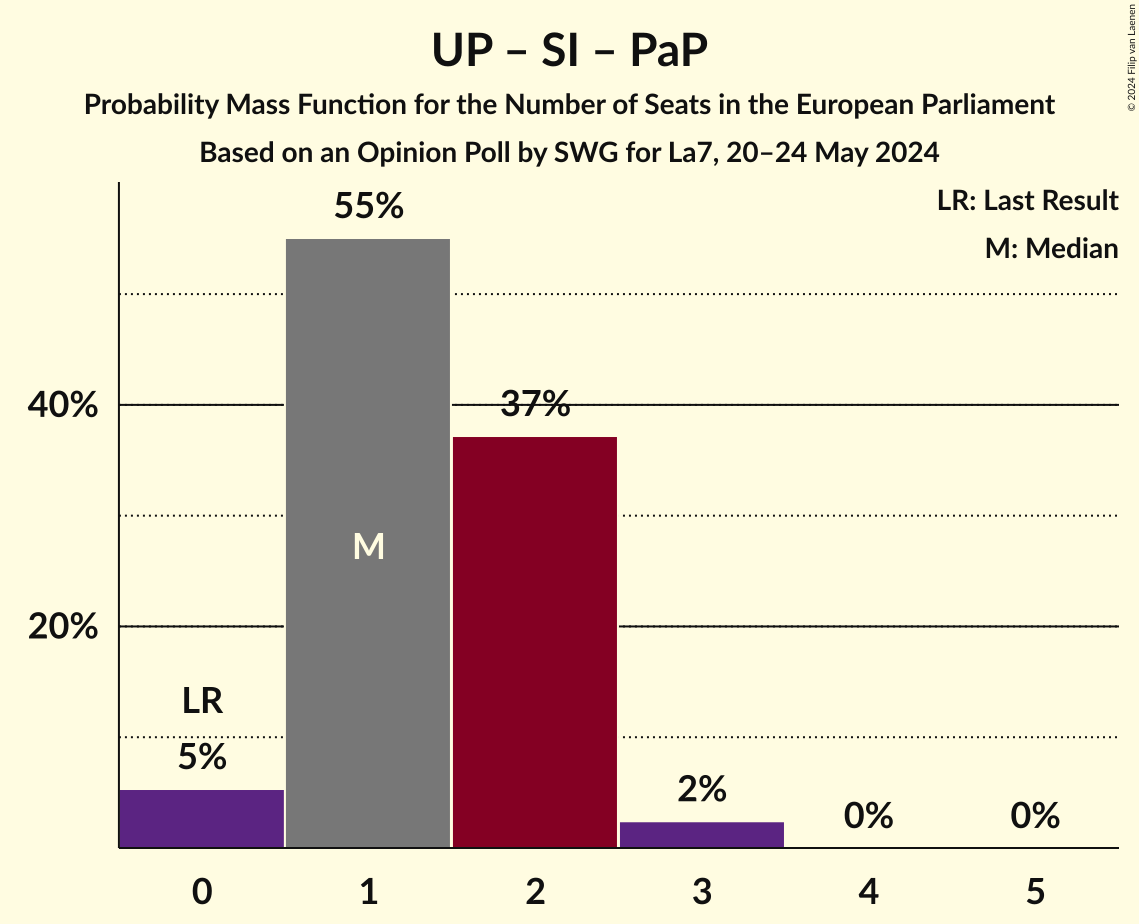 UP – SI – PaP
Probability Mass Function for the Number of Seats in the European Parliament
Based on an Opinion Poll by SWG for La7, 20–24 May 2024
© 2024 Filip van Laenen
LR: Last Result
M: Median
55%
40%
37%
M
20%
LR
5%
2%
0%
0%
0
1
2
3
4
5